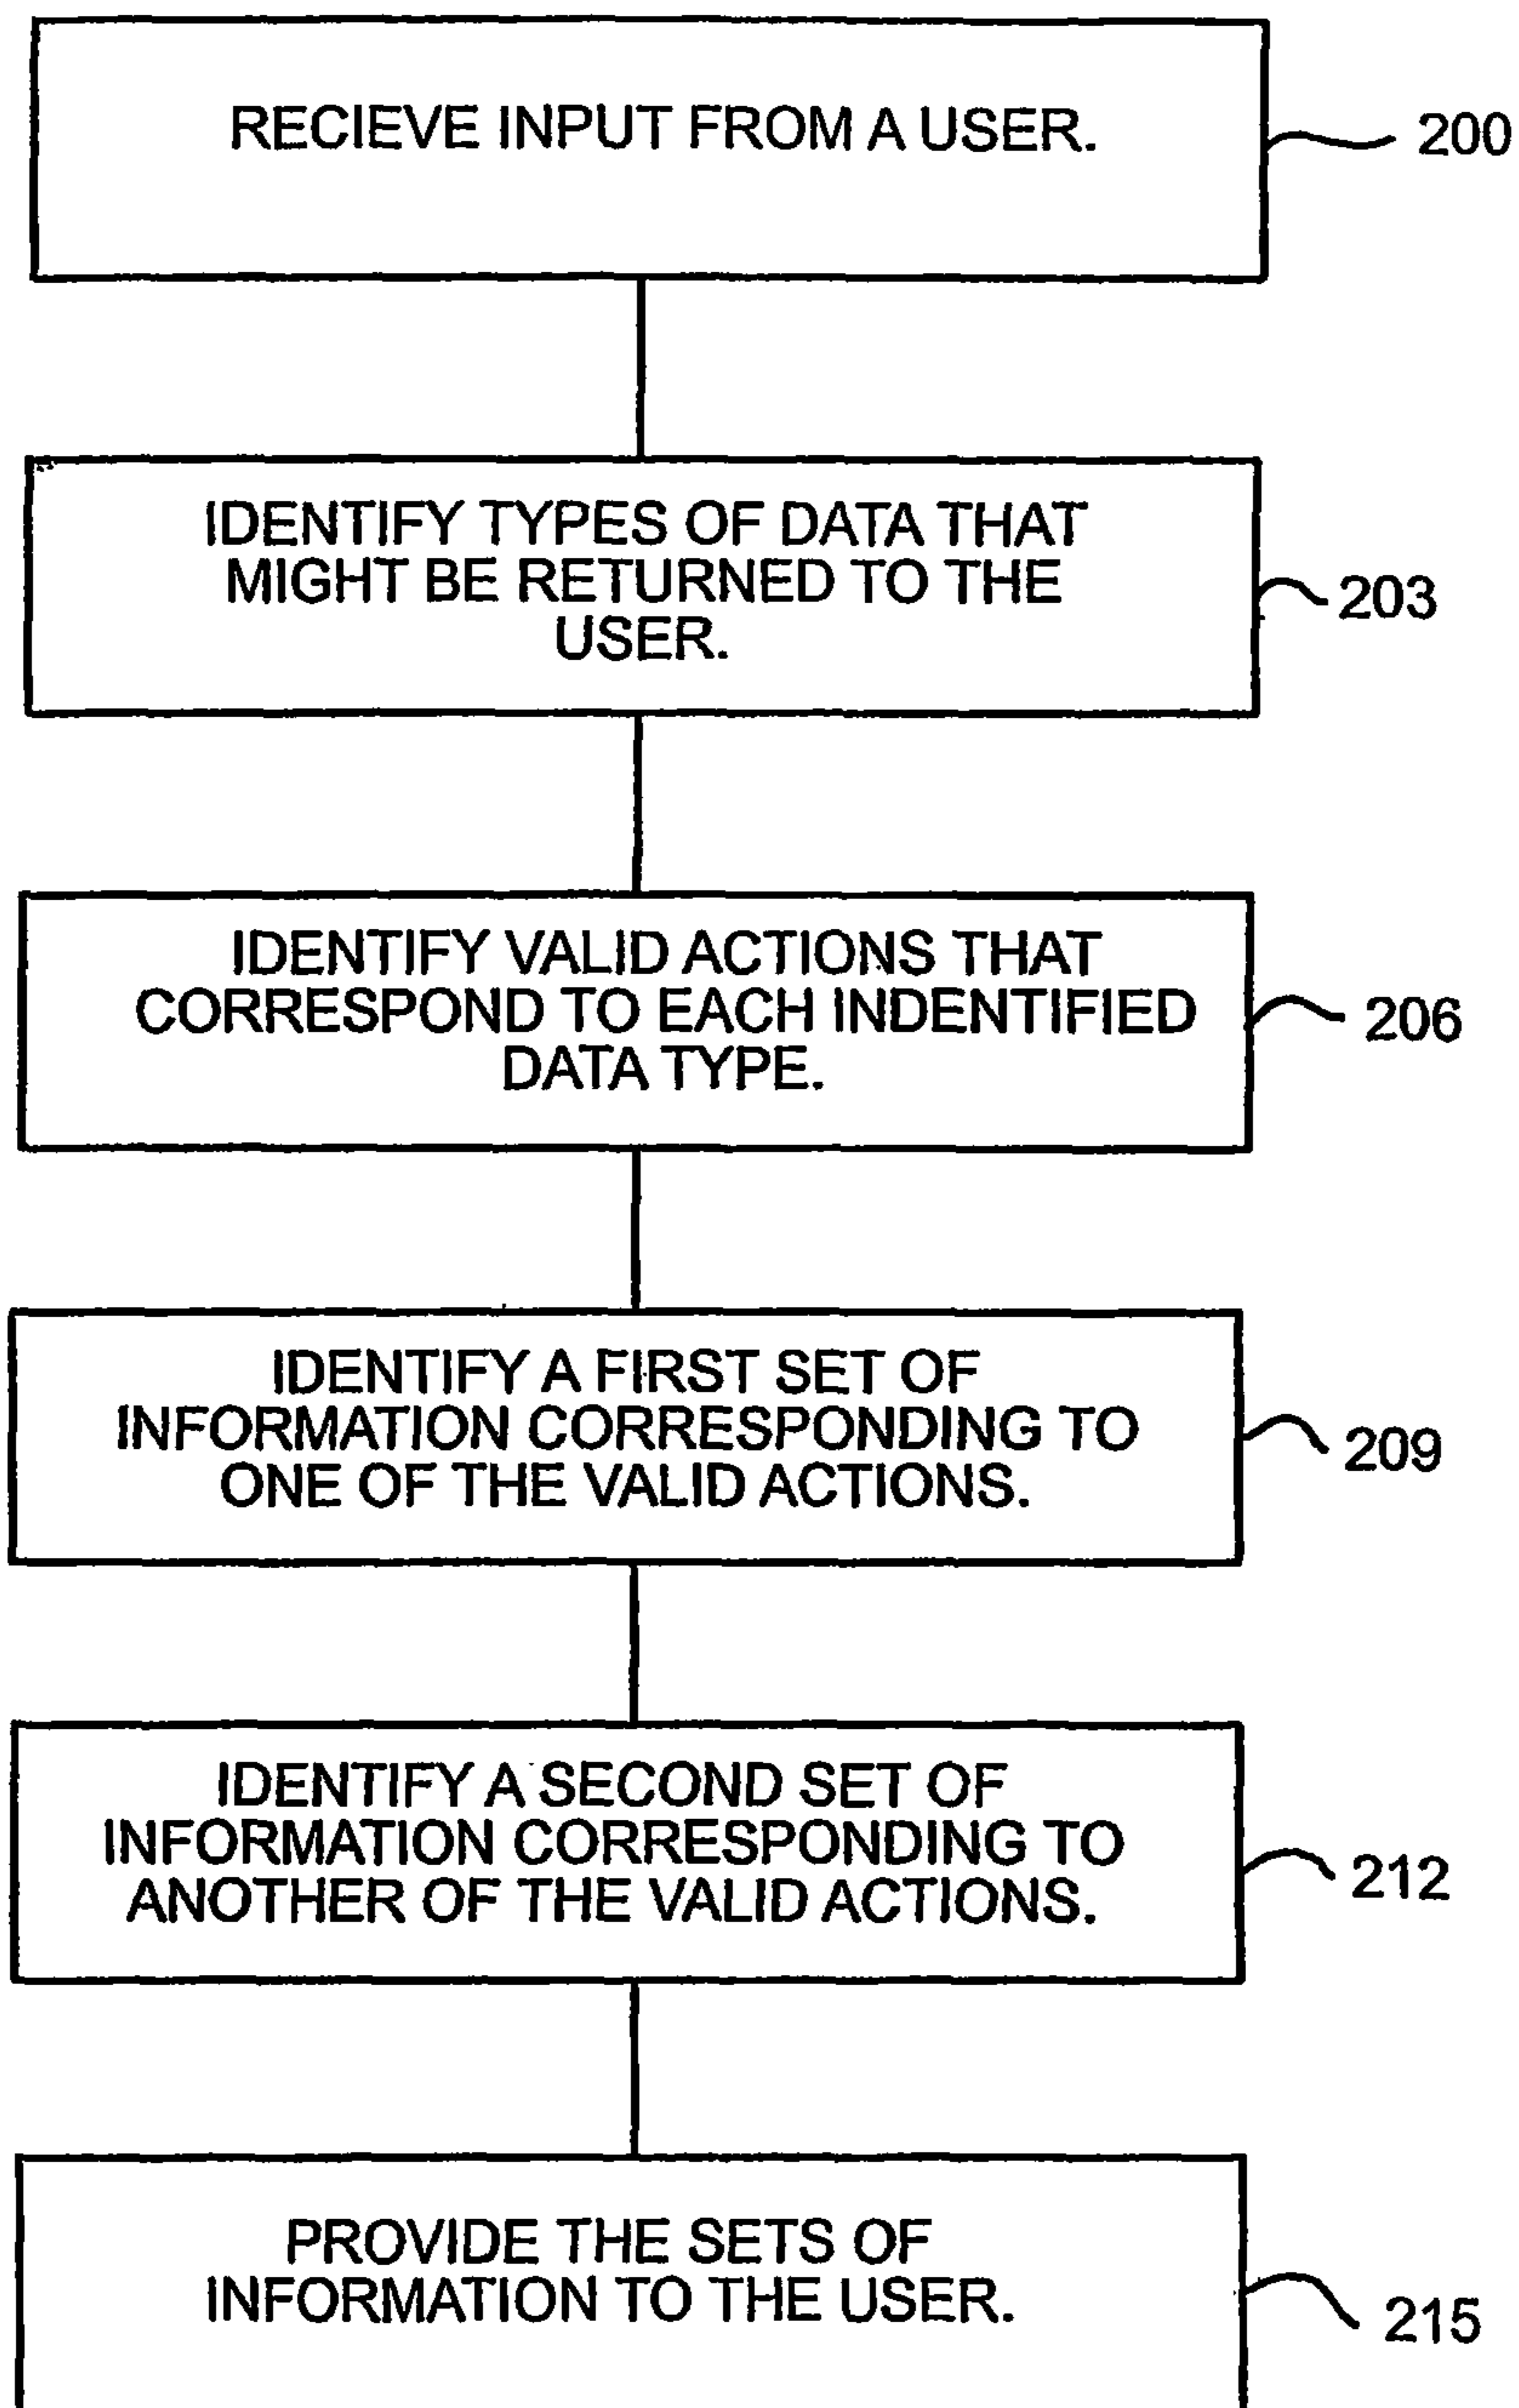 RECIEVE INPUT FROM A USER.
200
IDENTIFY TYPES OF DATA THAT
MIGHT BE RETURNED TO THE
USER.
203
IDENTIFY VALID ACTIONS THAT
CORRESPOND TO EACH INDENTIFIED
DATA TYPE.
206
IDENTIFY A FIRST SET OF
INFORMATION CORRESPONDING TO
ONE OF THE VALID ACTIONS.
209
IDENTIFY A SECOND SET OF
INFORMATION CORRESPONDING TO
ANOTHER OF THE VALID ACTIONS.
212
PROVIDE THE SETS OF
INFORMATION TO THE USER.
215